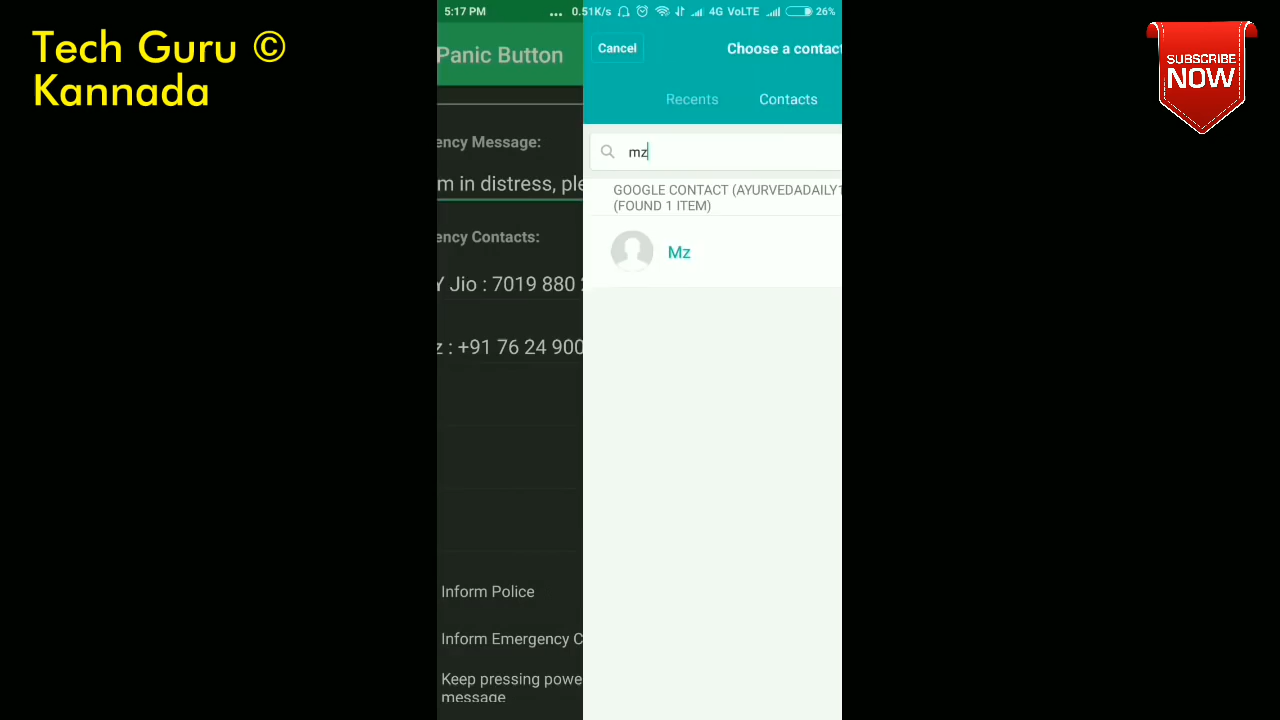 Tech Guru ©
Kannada
SUBSCRIBE
NOW
5:17 PM
... 0.51K/s 4G VoLTE 26%
Panic Button
Cancel
Choose a contac
Recents
Contacts
ency Message:
m in distress, ple
ency Contacts:
Y Jio : 7019 880
z : +91 76 24 900
Inform Police
Inform Emergency C
Keep pressing powe
message
mz
GOOGLE CONTACT (AYURVEDADAILY
(FOUND 1 ITEM)
Mz